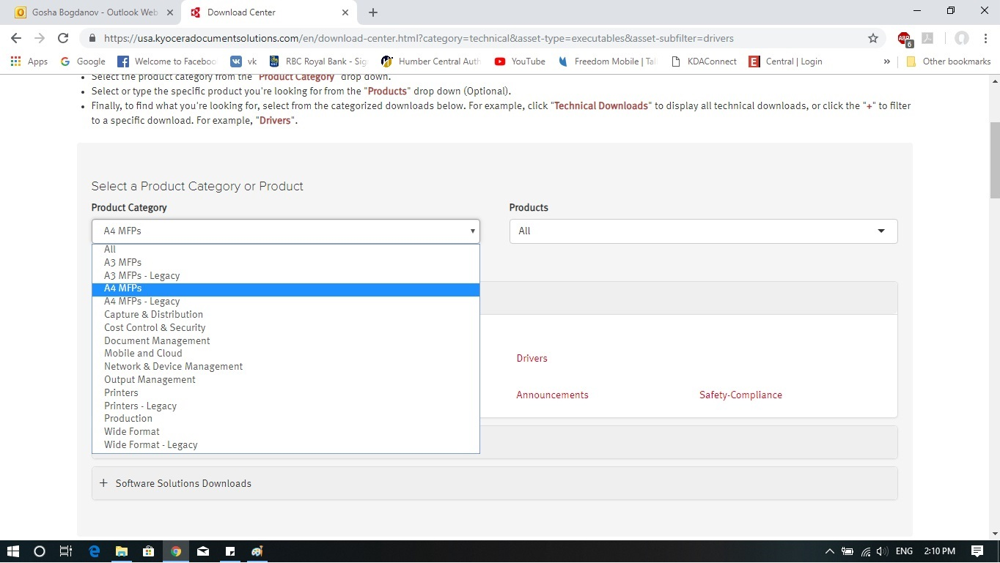 Gosha Bogdanov - Outlook Web
Download Center
https://usa.kyoceradocumentsolutions.com/en/download-center.html?category=technical&asset-type=executables&asset-subfilter=drivers
ABP
6
Apps
Google
Welcome to Faceboo
vk
RBC Royal Bank - Sig
Humber Central Auth
YouTube
Freedom Mobile | Tal
KDAConnect
Central | Login
»
Other bookmarks
• Select the product category from the "Product Category" drop down.
• Select or type the specific product you're looking for from the "Products" drop down (Optional).
• Finally, to find what you're looking for, select from the categorized downloads below. For example, click "Technical Downloads" to display all technical downloads, or click the "+" to filter
to a specific download. For example, "Drivers".
Select a Product Category or Product
Product Category
Products
A4 MFPs
All
All
A3 MFPs
A3 MFPs - Legacy
A4 MFPs
A4 MFPs - Legacy
Capture & Distribution
Cost Control & Security
Document Management
Mobile and Cloud
Network & Device Management
Output Management
Printers
Printers - Legacy
Production
Wide Format
Wide Format - Legacy
Drivers
Announcements
Safety-Compliance
+ Software Solutions Downloads
ENG
2:10 PM